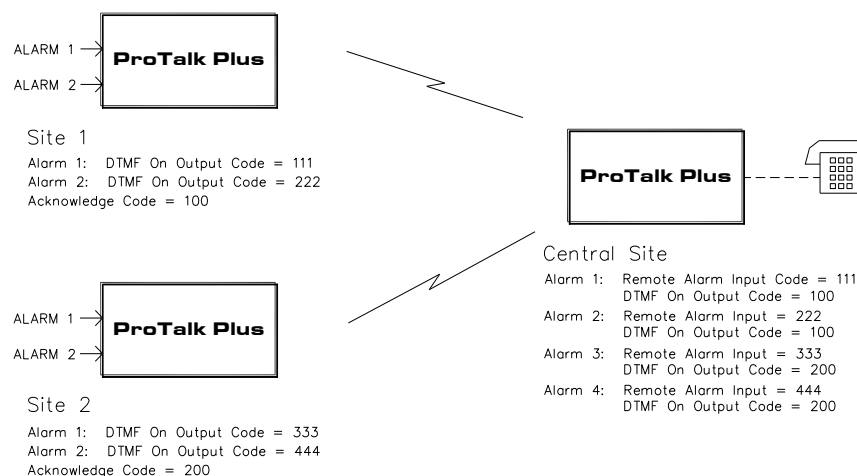 ALARM 1
ProTalk Plus
ALARM 2
Site 1
Alarm 1: DTMF On Output Code = 111
Alarm 2: DTMF On Output Code = 222
Acknowledge Code = 100
ALARM 1
ProTalk Plus
ALARM 2
Site 2
Alarm 1: DTMF On Output Code = 333
Alarm 2: DTMF On Output Code = 444
Acknowledge Code = 200
ProTalk Plus
Central Site
Alarm 1: Remote Alarm Input Code = 111
DTMF On Output Code = 100
Alarm 2: Remote Alarm Input = 222
DTMF On Output Code = 100
Alarm 3: Remote Alarm Input = 333
DTMF On Output Code = 200
Alarm 4: Remote Alarm Input = 444
DTMF On Output Code = 200